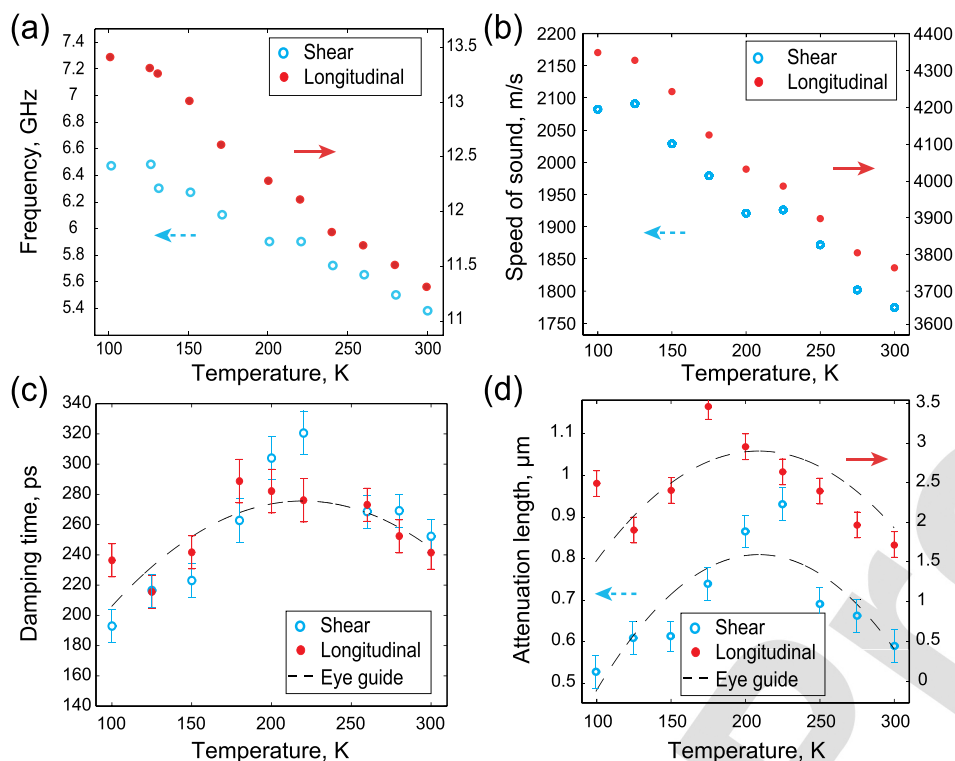 (a)
7.4
7.2
7
6.8
6.6
6.4
6.2
6
5.8
5.6
5.4
Frequency, GHz
Shear
Longitudinal
13.5
13
12.5
12
11.5
11
100 150 200 250 300
Temperature, K
(b)
2200
2150
2100
2050
2000
1950
1900
1850
1800
1750
Speed of sound, m/s
Shear
Longitudinal
4400
4300
4200
4100
4000
3900
3800
3700
3600
100 150 200 250 300
Temperature, K
(c)
340
320
300
280
260
240
220
200
180
160
140
Damping time, ps
Shear
Longitudinal
Eye guide
100 150 200 250 300
Temperature, K
(d)
1.1
1
0.9
0.8
0.7
0.6
0.5
Attenuation length, µm
Shear
Longitudinal
Eye guide
3.5
3
2.5
2
1.5
1
0.5
0
100 150 200 250 300
Temperature, K